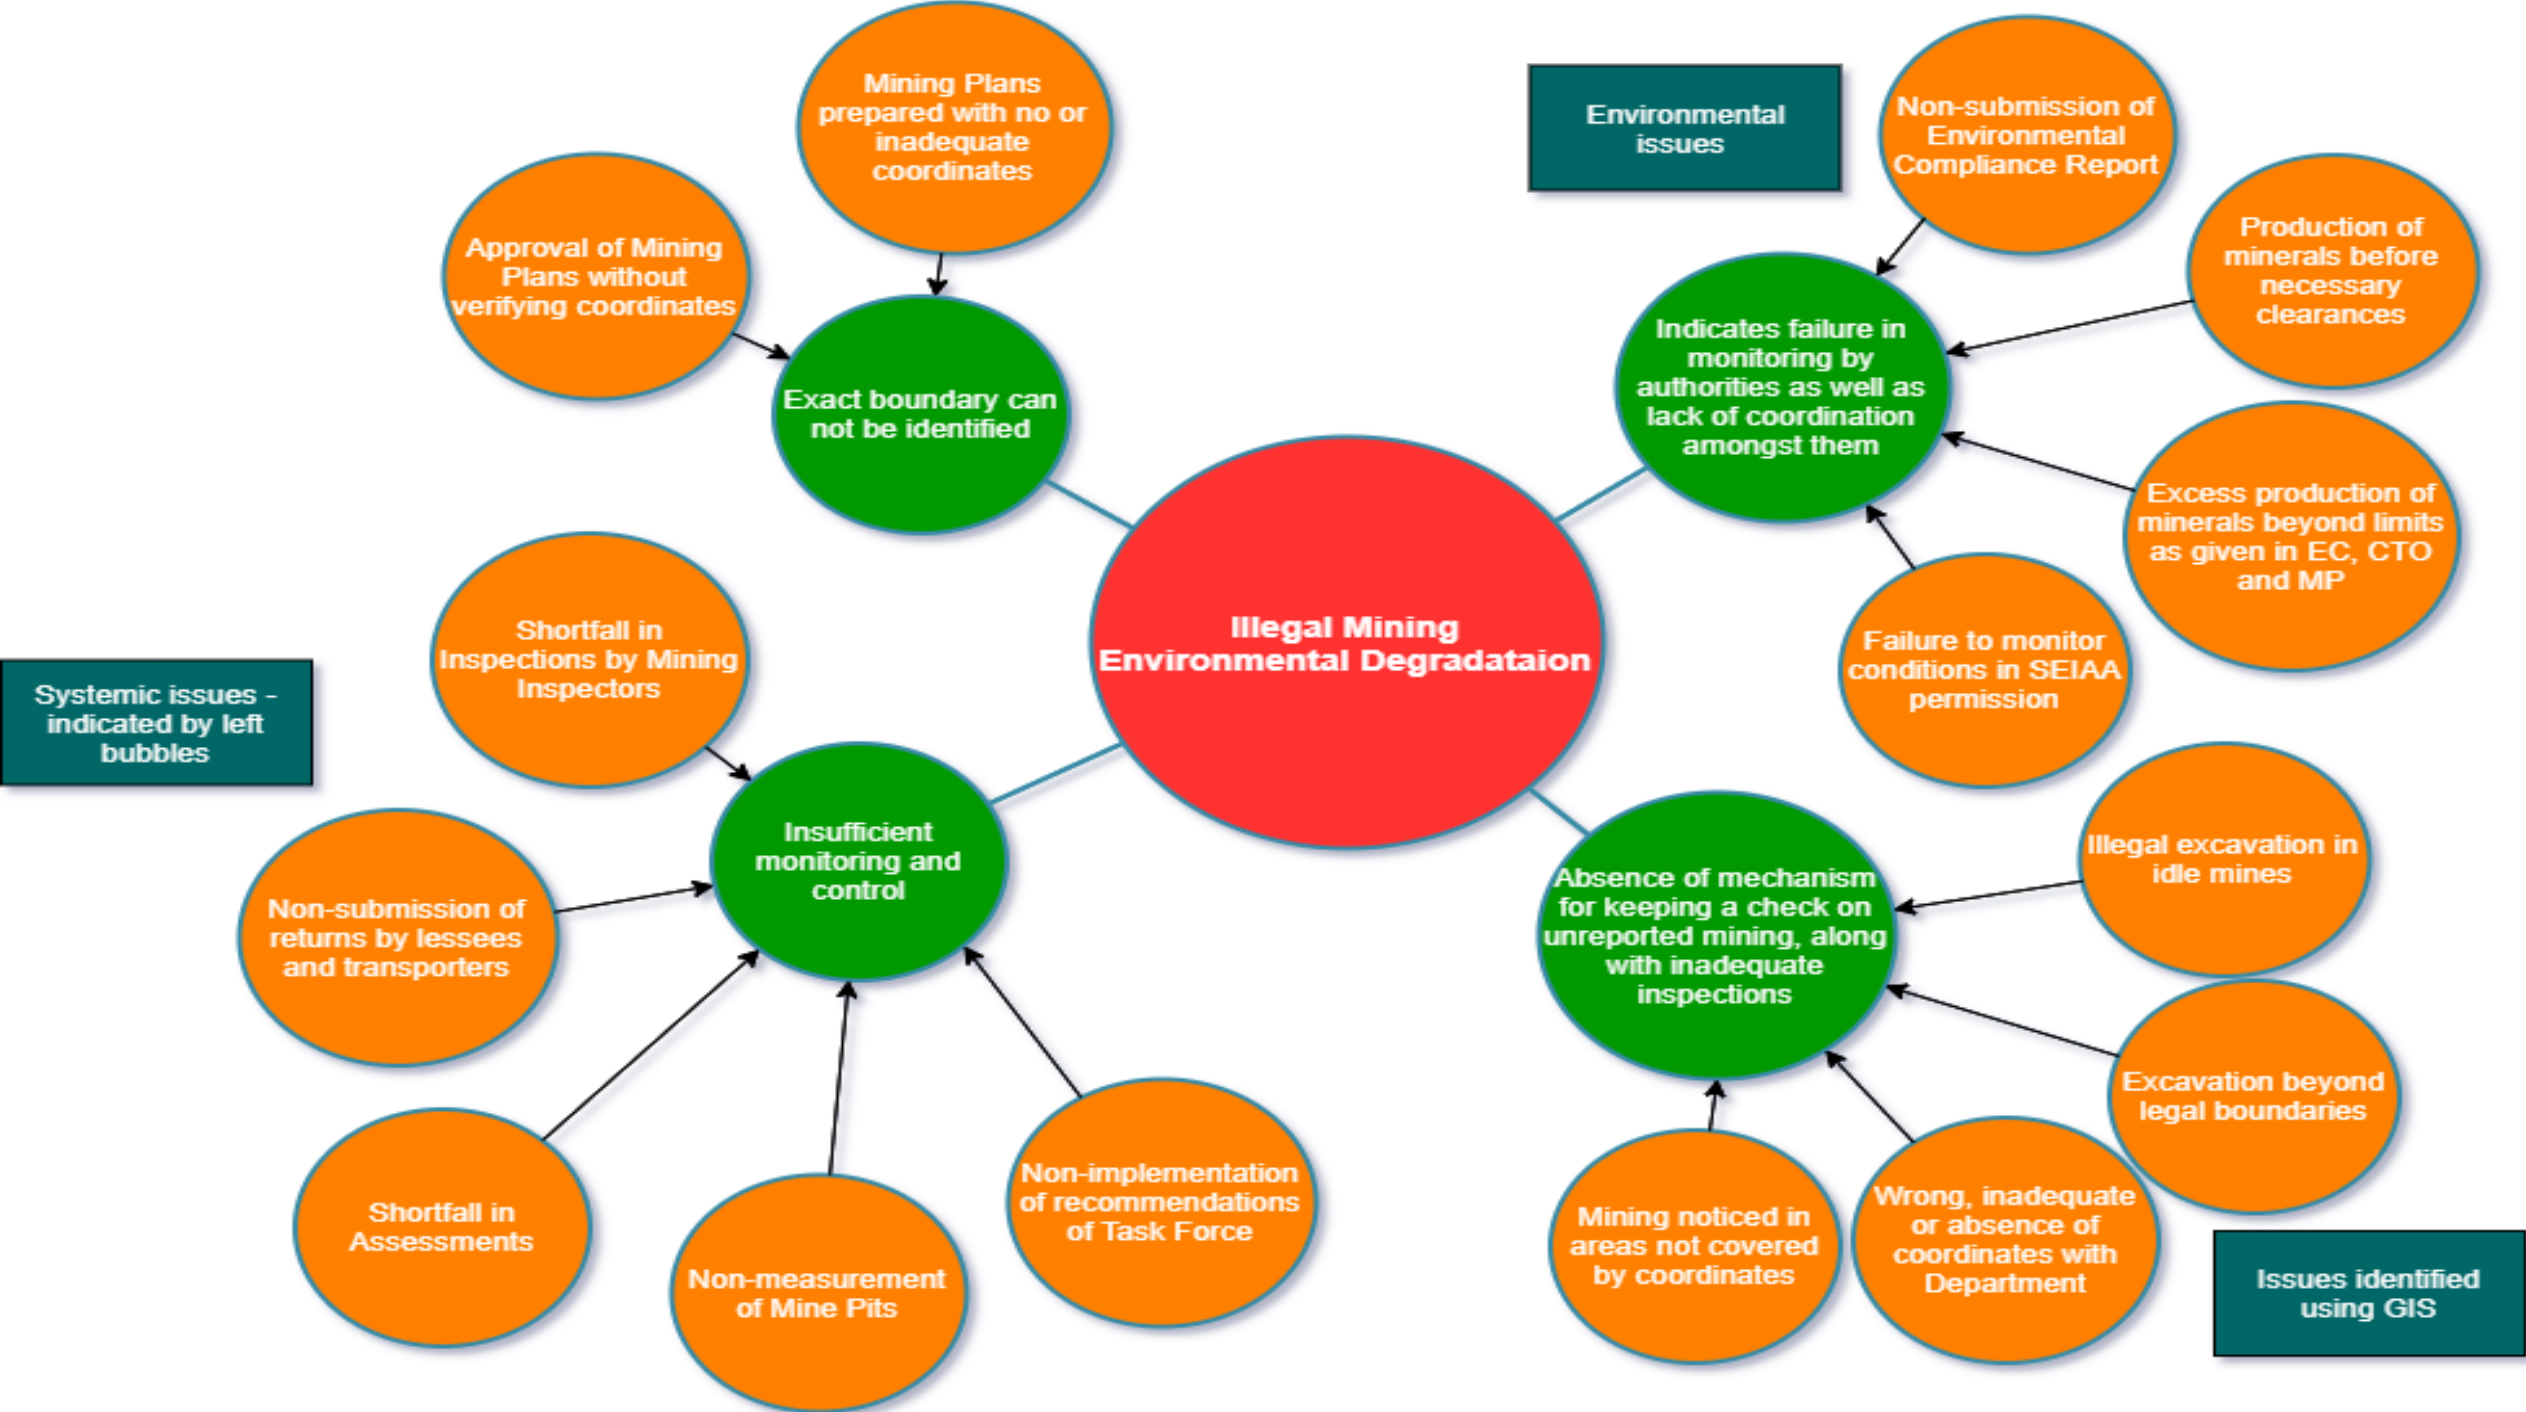 Mining Plans
prepared with no or
inadequate
coordinates
Approval of Mining
Plans without
verifying coordinates
Exact boundary can
not be identified
Environmental
issues
Non-submission of
Environmental
Compliance Report
Production of
minerals before
necessary
clearances
Indicates failure in
monitoring by
authorities as well as
lack of coordination
amongst them
Excess production of
minerals beyond limits
as given in EC, CTO
and MP
Failure to monitor
conditions in SEIAA
permission
Illegal Mining
Environmental Degradataion
Shortfall in
Inspections by Mining
Inspectors
Systemic issues -
indicated by left
bubbles
Insufficient
monitoring and
control
Non-submission of
returns by lessees
and transporters
Shortfall in
Assessments
Non-measurement
of Mine Pits
Non-implementation
of recommendations
of Task Force
Absence of mechanism
for keeping a check on
unreported mining, along
with inadequate
inspections
Illegal excavation in
idle mines
Excavation beyond
legal boundaries
Mining noticed in
areas not covered
by coordinates
Wrong, inadequate
or absence of
coordinates with
Department
Issues identified
using GIS